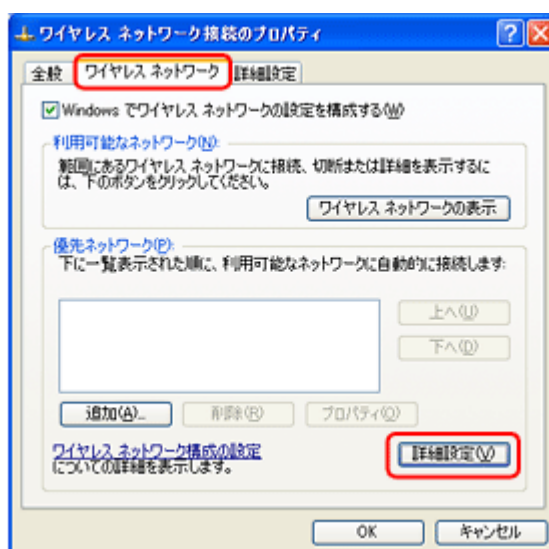 ワイヤレス ネットワーク接続のプロパティ
全般 ワイヤレス ネットワーク 詳細設定
Windows でワイヤレス ネットワークの設定を構成する(W)
利用可能なネットワーク(N):
範囲にあるワイヤレス ネットワークに接続、切断または詳細を表示するに
は、下のボタンをクリックしてください。
ワイヤレス ネットワークの表示
優先ネットワーク(P):
下に一覧表示された順に、利用可能なネットワークに自動的に接続します:
上へ(U)
下へ(D)
追加(A)... 削除(R) プロパティ(O)
ワイヤレス ネットワーク構成の設定
についての詳細を表示します。
詳細設定(V)
OK キャンセル